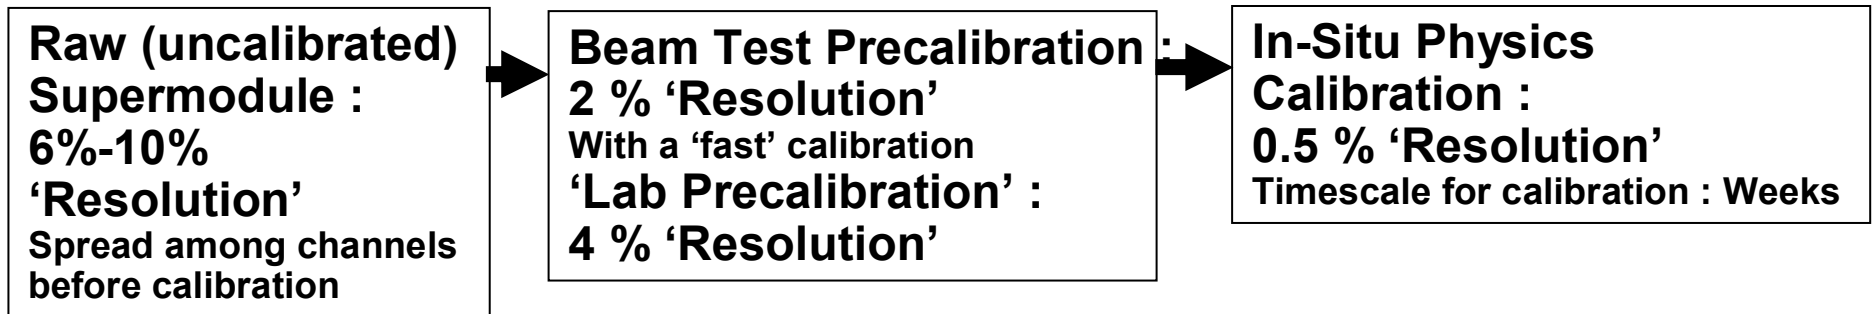 Raw (uncalibrated)
Supermodule :
6%-10%
‘Resolution’
Spread among channels
before calibration
Beam Test Precalibration :
2 % ‘Resolution’
With a ‘fast’ calibration
‘Lab Precalibration’ :
4 % ‘Resolution’
In-Situ Physics
Calibration :
0.5 % ‘Resolution’
Timescale for calibration : Weeks